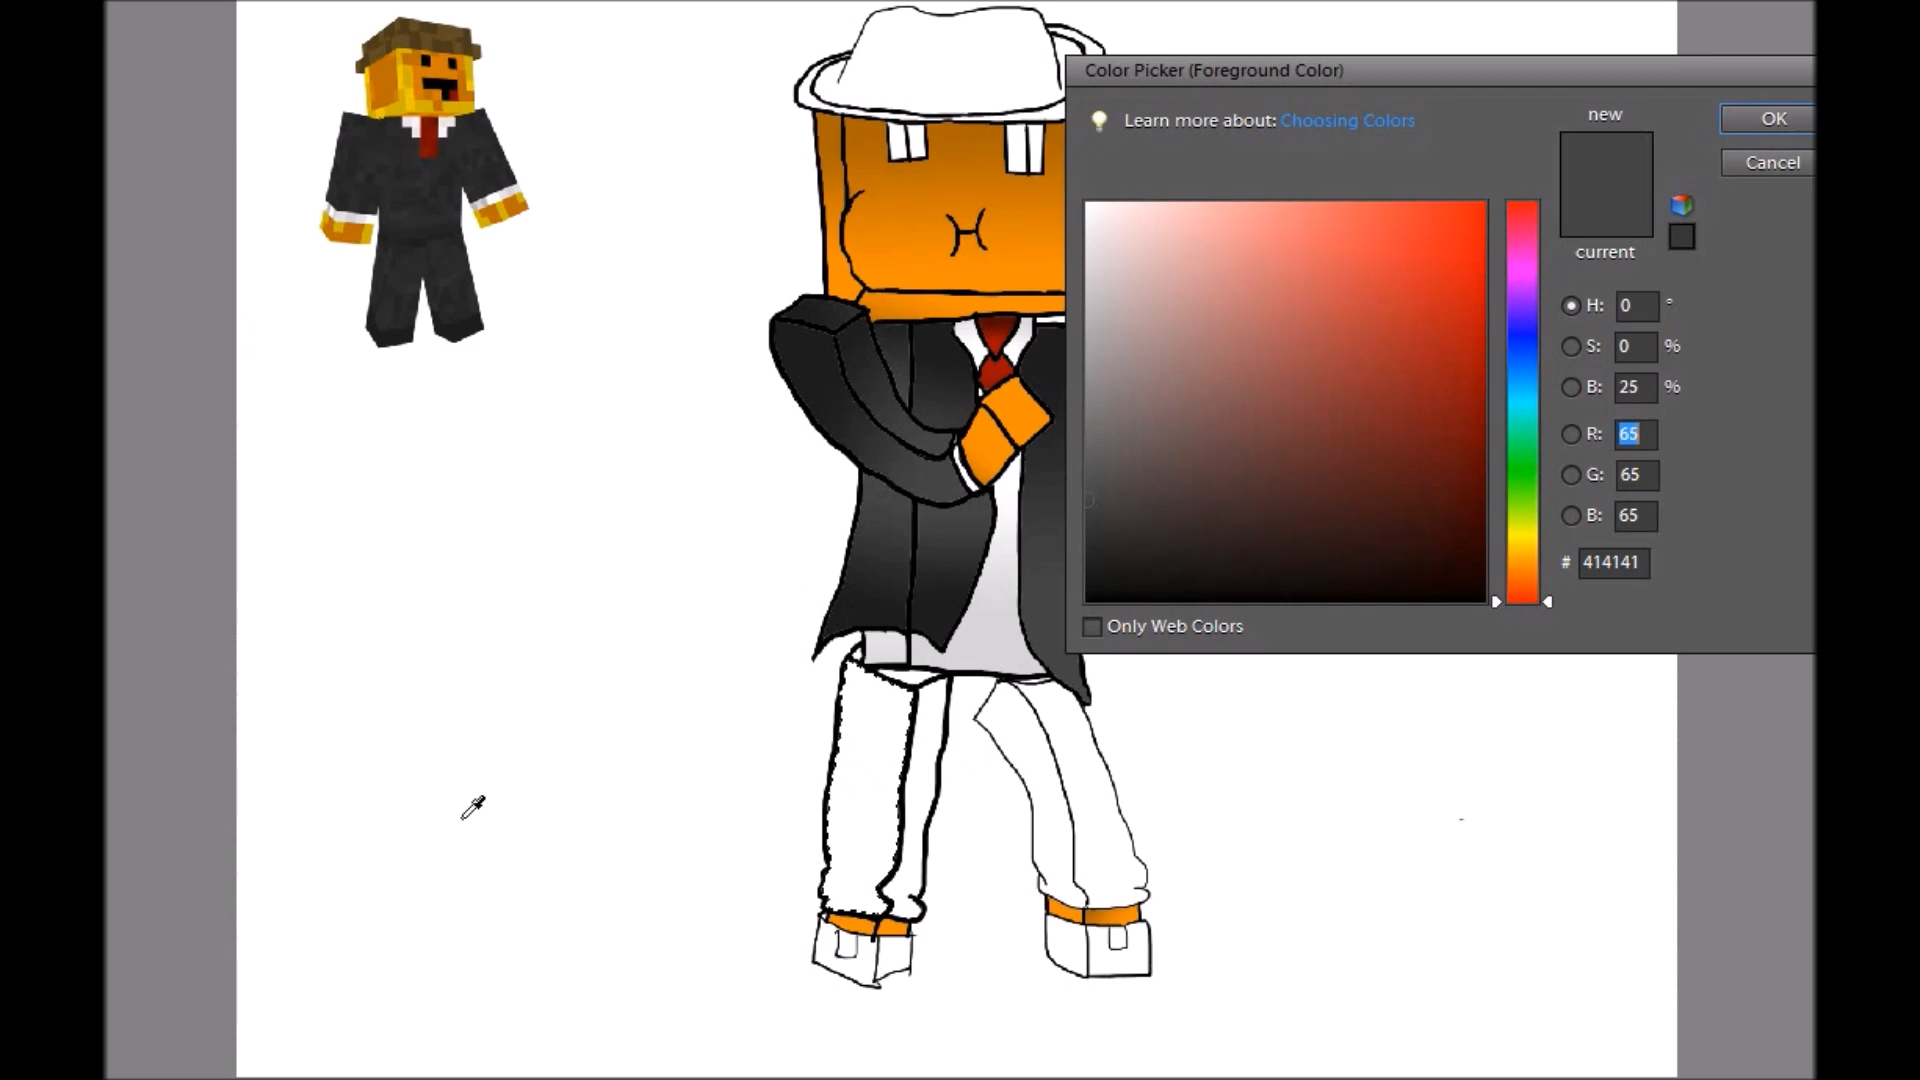 Color Picker (Foreground Color)
Learn more about: Choosing Colors
new
current
OK
Cancel
H: 0 °
S: 0 %
B: 25 %
R: 65
G: 65
B: 65
# 414141
Only Web Colors